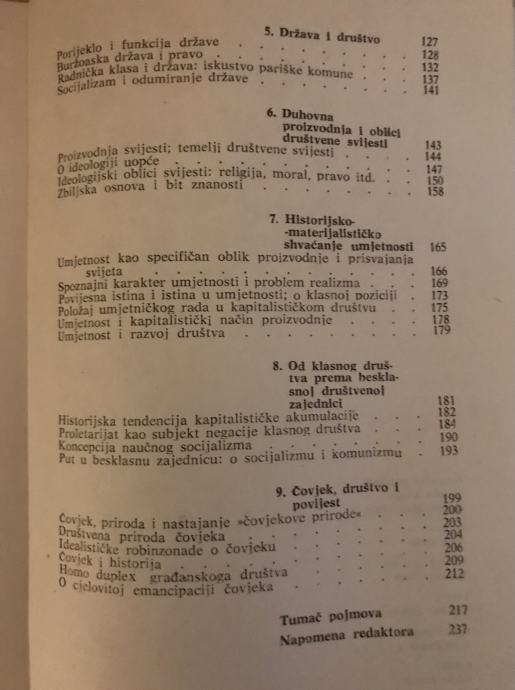 5. Država i društvo 127
Porijeklo i funkcija države . . . . . . . 128
Buržoaska država i pravo . . . . . . . 132
Radnička klasa i država: iskustvo pariške komune . . . 137
Socijalizam i odumiranje države . . . . . . 141
6. Duhovna
proizvodnja i oblici
društvene svijesti 143
Proizvodnja svijesti; temelji društvene svijesti . . . . 144
O ideologiji uopće . . . . . . . . . 147
Ideologijski oblici svijesti: religija, moral, pravo itd. . . 150
Zbiljska osnova i bit znanosti . . . . . . 158
7. Historijsko-
-materijalističko
shvaćanje umjetnosti 165
Umjetnost kao specifičan oblik proizvodnje i prisvajanja
svijeta . . . . . . . . . . 166
Spoznajni karakter umjetnosti i problem realizma . . . 169
Povijesna istina i istina u umjetnosti; o klasnoj poziciji . 173
Položaj umjetničkog rada u kapitalističkom društvu . . 175
Umjetnost i kapitalistički način proizvodnje . . . . 178
Umjetnost i razvoj društva . . . . . . . 179
8. Od klasnog druš-
tva prema beskla-
snoj društvenoj
zajednici 181
Historijska tendencija kapitalističke akumulacije . . . 182
Proletarijat kao subjekt negacije klasnog društva . . . 184
Koncepcija naučnog socijalizma . . . . . . 190
Put u besklasnu zajednicu: o socijalizmu i komunizmu . 193
9. Čovjek, društvo i
povijest 199
Čovjek, priroda i nastajanje »čovjekove prirode« . . . 200
Društvena priroda čovjeka . . . . . . . 203
Idealističke robinzonade o čovjeku . . . . . 204
Čovjek i historija . . . . . . . . . 206
Homo duplex građanskoga društva . . . . . 209
O cjelovitoj emancipaciji čovjeka . . . . . . 212
Tumač pojmova 217
Napomena redaktora 237